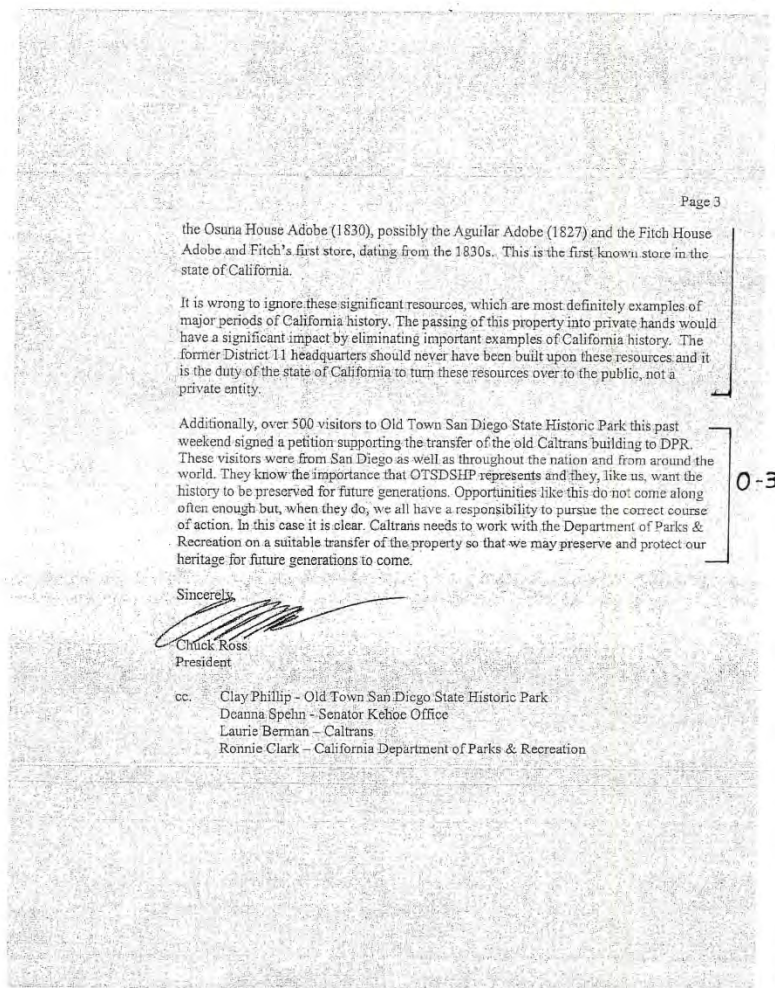 Page 3
the Osuna House Adobe (1830), possibly the Aguilar Adobe (1827) and the Fitch House
Adobe and Fitch's first store, dating from the 1830s. This is the first known store in the
state of California.
It is wrong to ignore these significant resources, which are most definitely examples of
major periods of California history. The passing of this property into private hands would
have a significant impact by eliminating important examples of California history. The
former District 11 headquarters should never have been built upon these resources and it
is the duty of the state of California to turn these resources over to the public, not a
private entity.
Additionally, over 500 visitors to Old Town San Diego State Historic Park this past
weekend signed a petition supporting the transfer of the old Caltrans building to DPR.
These visitors were from San Diego as well as throughout the nation and from around the
world. They know the importance that OTSDSHP represents and they, like us, want the
history to be preserved for future generations. Opportunities like this do not come along
often enough but, when they do, we all have a responsibility to pursue the correct course
of action. In this case it is clear. Caltrans needs to work with the Department of Parks &
Recreation on a suitable transfer of the property so that we may preserve and protect our
heritage for future generations to come.
O-3
Sincerely,
Chuck Ross
President
cc. Clay Phillip - Old Town San Diego State Historic Park
Deanna Spehn - Senator Kehoe Office
Laurie Berman – Caltrans
Ronnie Clark – California Department of Parks & Recreation